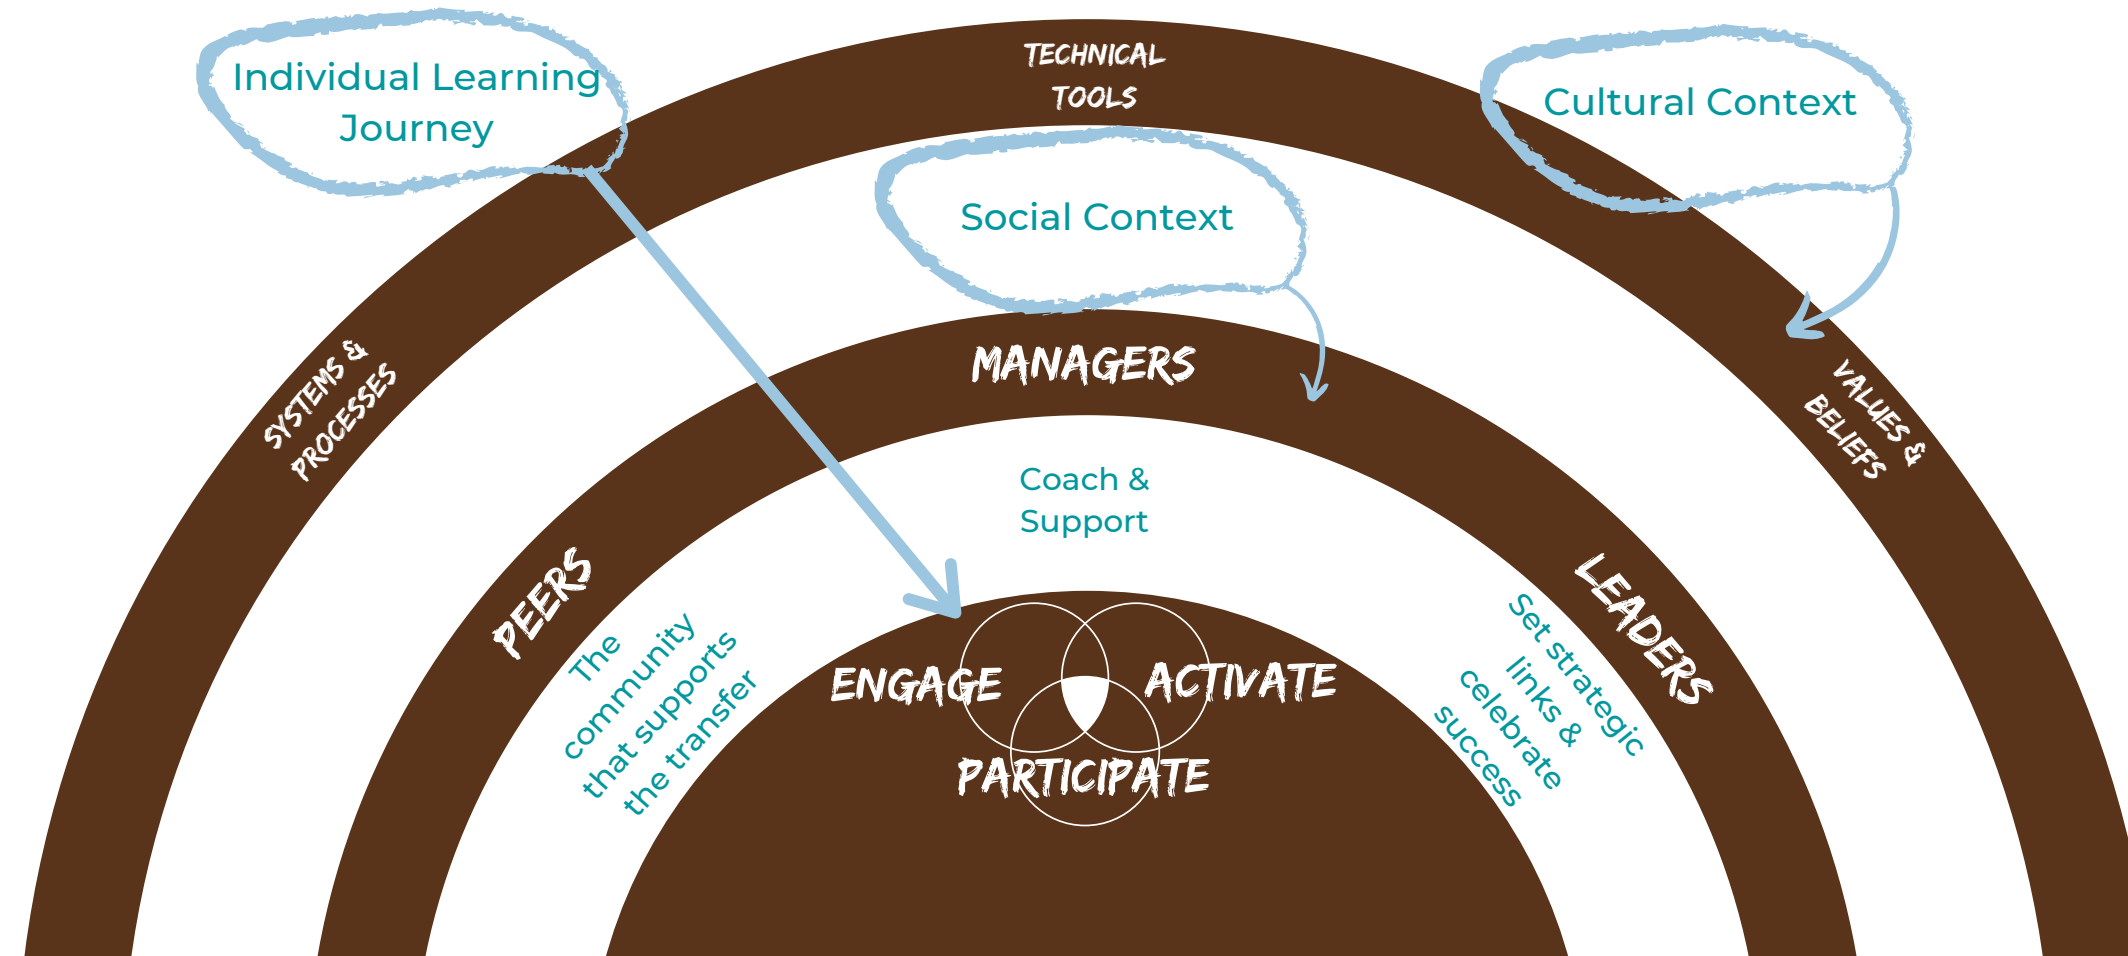 Individual Learning
Journey
TECHNICAL
TOOLS
Cultural Context
Social Context
SYSTEMS &
PROCESSES
MANAGERS
VALUES &
BELIEFS
Coach &
Support
PEERS
The
community
that supports
the transfer
LEADERS
Set strategic
links &
celebrate
success
ENGAGE
ACTIVATE
PARTICIPATE